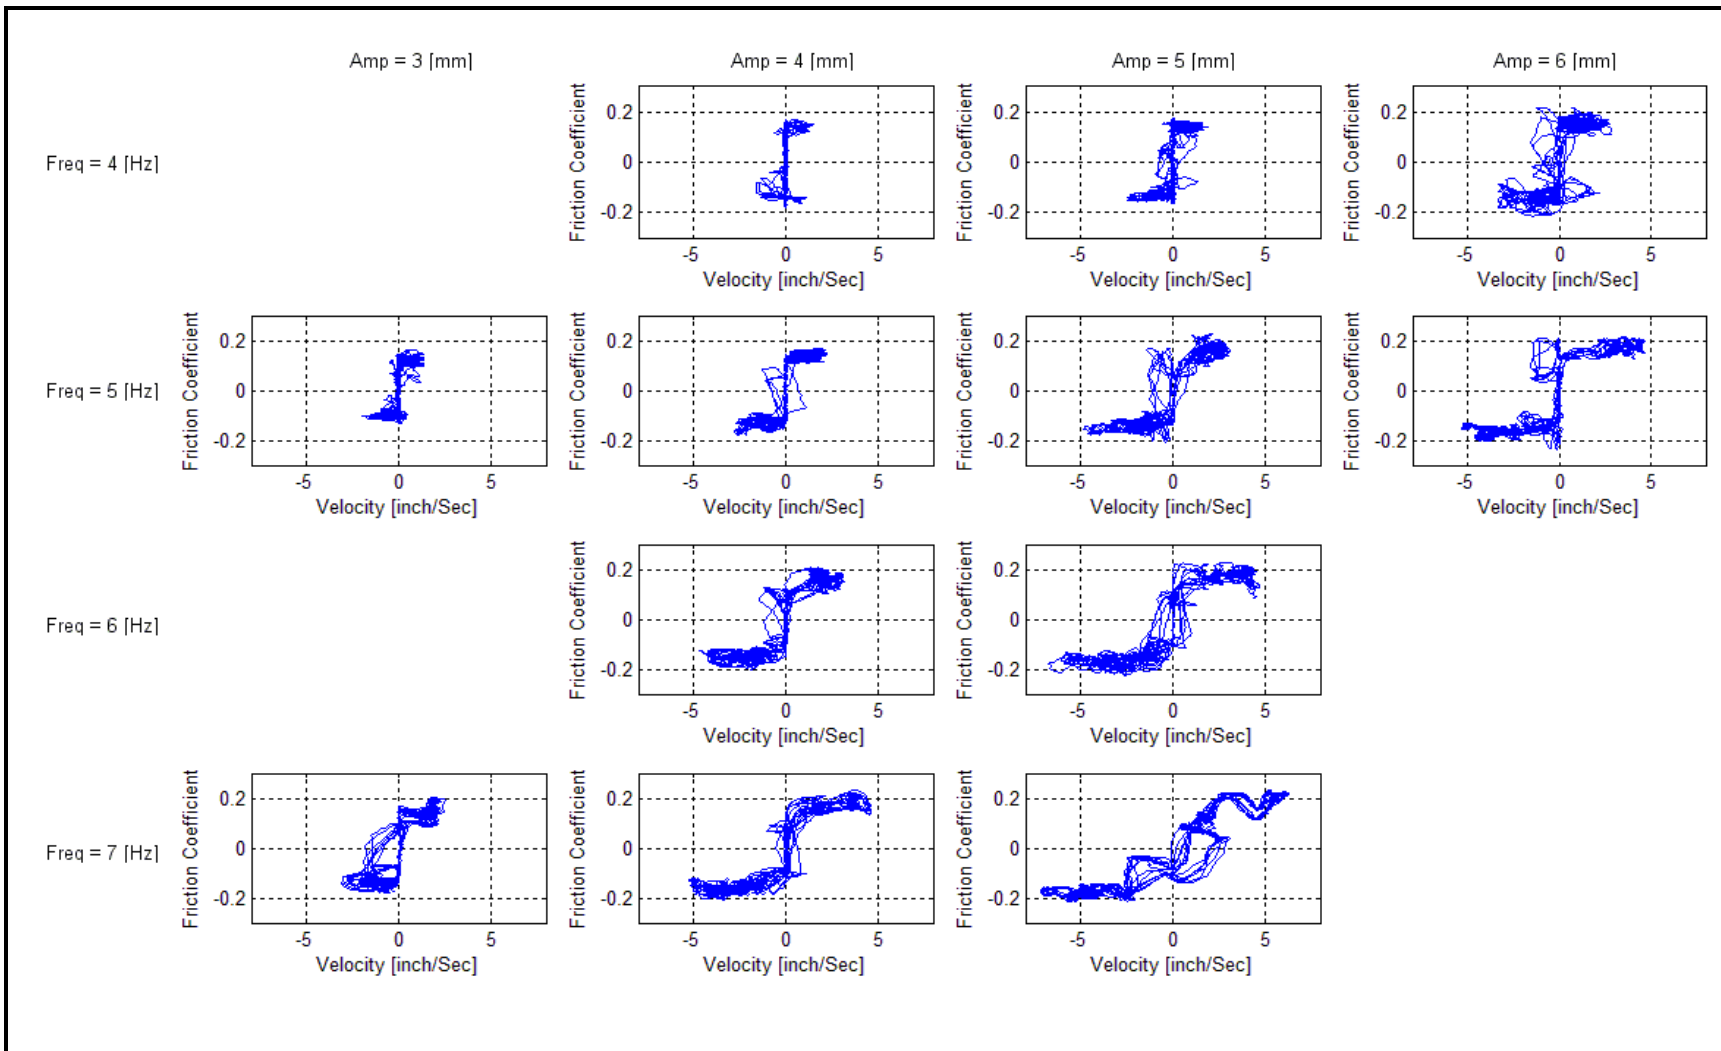 Amp = 3 [mm]
Amp = 4 [mm]
Amp = 5 [mm]
Amp = 6 [mm]
Freq = 4 [Hz]
Friction Coefficient
0.2
0
-0.2
-5
0
5
Velocity [inch/Sec]
Friction Coefficient
0.2
0
-0.2
-5
0
5
Velocity [inch/Sec]
Friction Coefficient
0.2
0
-0.2
-5
0
5
Velocity [inch/Sec]
Freq = 5 [Hz]
Friction Coefficient
0.2
0
-0.2
-5
0
5
Velocity [inch/Sec]
Friction Coefficient
0.2
0
-0.2
-5
0
5
Velocity [inch/Sec]
Friction Coefficient
0.2
0
-0.2
-5
0
5
Velocity [inch/Sec]
Friction Coefficient
0.2
0
-0.2
-5
0
5
Velocity [inch/Sec]
Freq = 6 [Hz]
Friction Coefficient
0.2
0
-0.2
-5
0
5
Velocity [inch/Sec]
Friction Coefficient
0.2
0
-0.2
-5
0
5
Velocity [inch/Sec]
Freq = 7 [Hz]
Friction Coefficient
0.2
0
-0.2
-5
0
5
Velocity [inch/Sec]
Friction Coefficient
0.2
0
-0.2
-5
0
5
Velocity [inch/Sec]
Friction Coefficient
0.2
0
-0.2
-5
0
5
Velocity [inch/Sec]